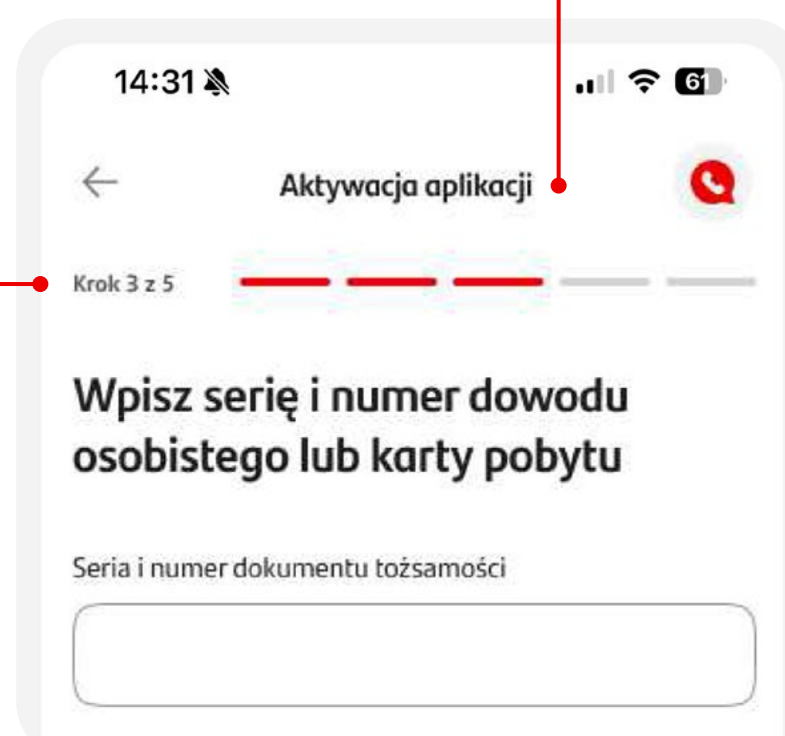 14:31
61
Aktywacja aplikacji
Krok 3 z 5
Wpisz serię i numer dowodu
osobistego lub karty pobytu
Seria i numer dokumentu tożsamości